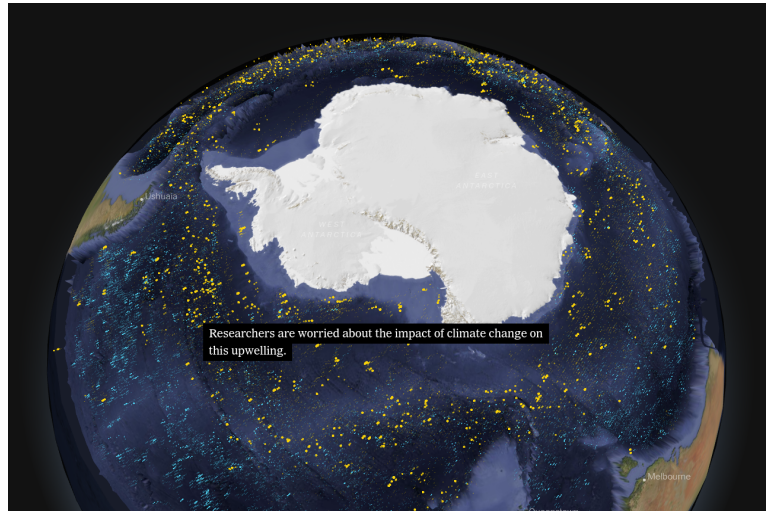 EAST
ANTARCTICA
Ushuaia
WEST
ANTARCTICA
Researchers are worried about the impact of climate change on
this upwelling.
Melbourne